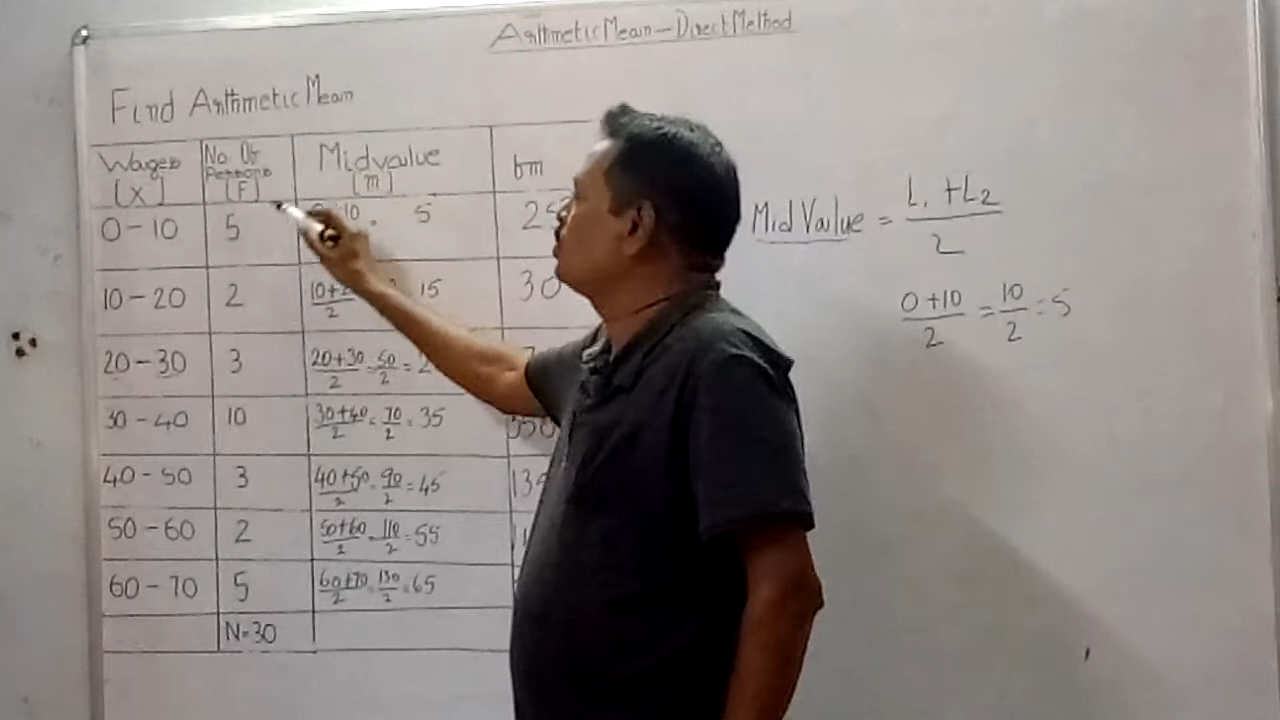 Arithmetic Mean - Direct Method
Find Arithmetic Mean
Wages [X] No. Of Persons [F] Midvalue [m] fm
0-10 5 5
10-20 2 15 30
20-30 3 20+30/2 = 50/2 =
30-40 10 30+40/2 = 70/2 = 35 350
40-50 3 40+50/2 = 90/2 = 45
50-60 2 50+60/2 = 110/2 = 55
60-70 5 60+70/2 = 130/2 = 65
N=30
Mid Value = L1 + L2 / 2
0+10/2 = 10/2 = 5